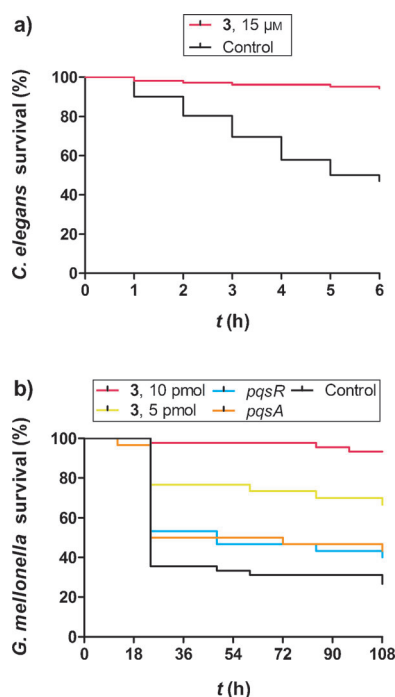 a)
3, 15 μM
Control
C. elegans survival (%)
100
80
60
40
20
0
0 1 2 3 4 5 6
t (h)
b)
3, 10 pmol pqsR Control
3, 5 pmol pqsA
G. mellonella survival (%)
100
80
60
40
20
0
0 18 36 54 72 90 108
t (h)